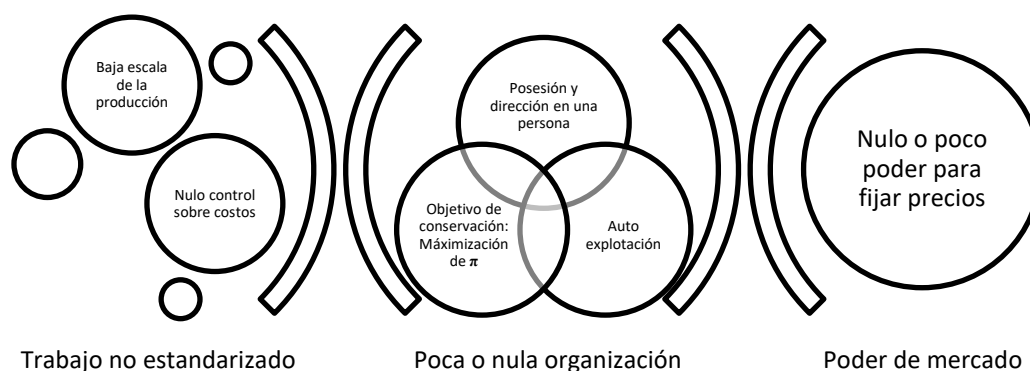 Baja escala
de la
producción
Nulo control
sobre costos
Trabajo no estandarizado
Posesión y
dirección en una
persona
Objetivo de
conservación:
Máximización
de π
Auto
explotación
Poca o nula organización
Nulo o poco
poder para
fijar precios
Poder de mercado